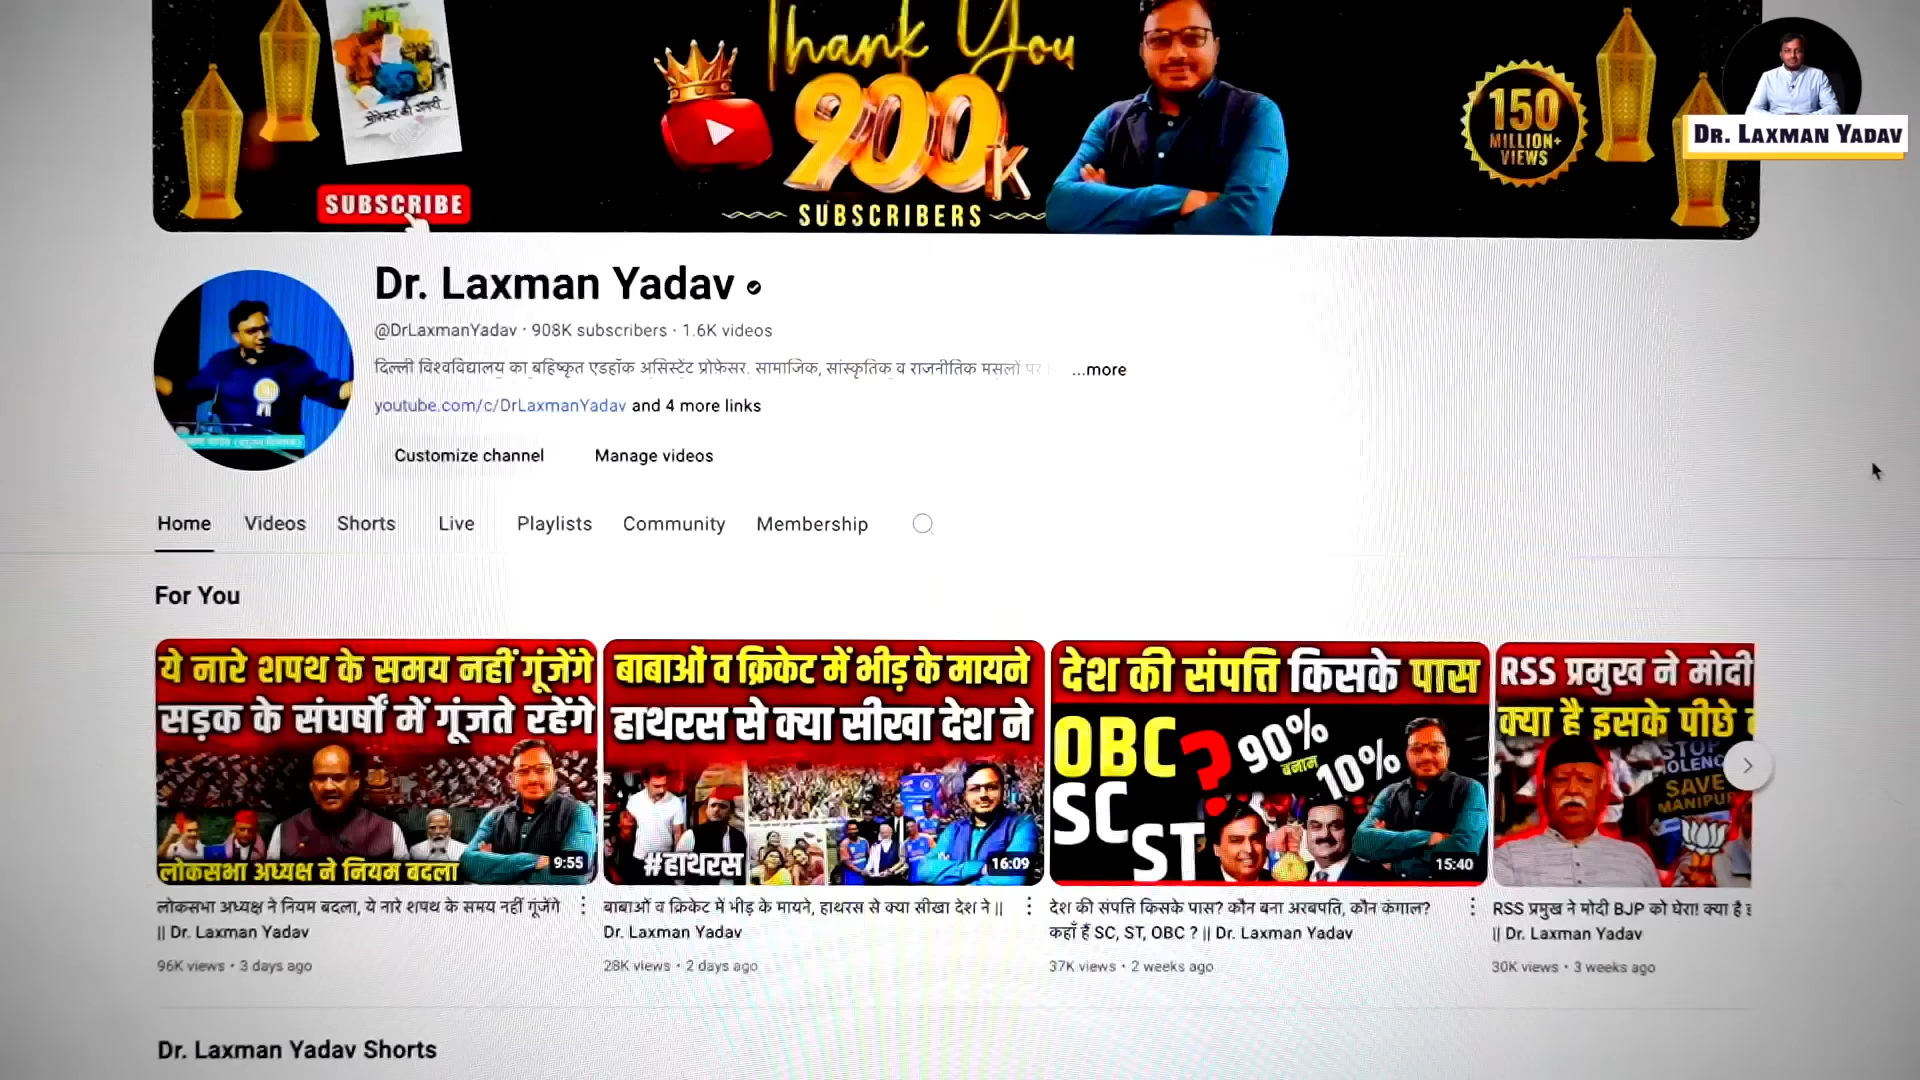 Thank You
900K
SUBSCRIBERS
SUBSCRIBE
150
MILLION+
VIEWS
DR. LAXMAN YADAV
Dr. Laxman Yadav
@DrLaxmanYadav · 908K subscribers · 1.6K videos
दिल्ली विश्वविद्यालय का बहिष्कृत एडहॉक असिस्टेंट प्रोफ़ेसर. सामाजिक, सांस्कृतिक व राजनीतिक मसलों पर ...more
youtube.com/c/DrLaxmanYadav and 4 more links
Customize channel Manage videos
Home Videos Shorts Live Playlists Community Membership
For You
ये नारे शपथ के समय नहीं गूंजेंगे
सड़क के संघर्षों में गूंजते रहेंगे
लोकसभा अध्यक्ष ने नियम बदला
9:55
लोकसभा अध्यक्ष ने नियम बदला, ये नारे शपथ के समय नहीं गूंजेंगे
|| Dr. Laxman Yadav
96K views • 3 days ago
बाबाओं व क्रिकेट में भीड़ के मायने
हाथरस से क्या सीखा देश ने
#हाथरस
16:09
बाबाओं व क्रिकेट में भीड़ के मायने, हाथरस से क्या सीखा देश ने ||
Dr. Laxman Yadav
28K views • 2 days ago
देश की संपत्ति किसके पास
OBC
SC
ST
?
90%
बनाम
10%
15:40
देश की संपत्ति किसके पास? कौन बना अरबपति, कौन कंगाल?
कहाँ हैं SC, ST, OBC ? || Dr. Laxman Yadav
37K views • 2 weeks ago
RSS प्रमुख ने मोदी
क्या है इसके पीछे
STOP
VIOLENC
SAVE
MANIPUR
RSS प्रमुख ने मोदी BJP को घेरा! क्या है
|| Dr. Laxman Yadav
30K views • 3 weeks ago
Dr. Laxman Yadav Shorts